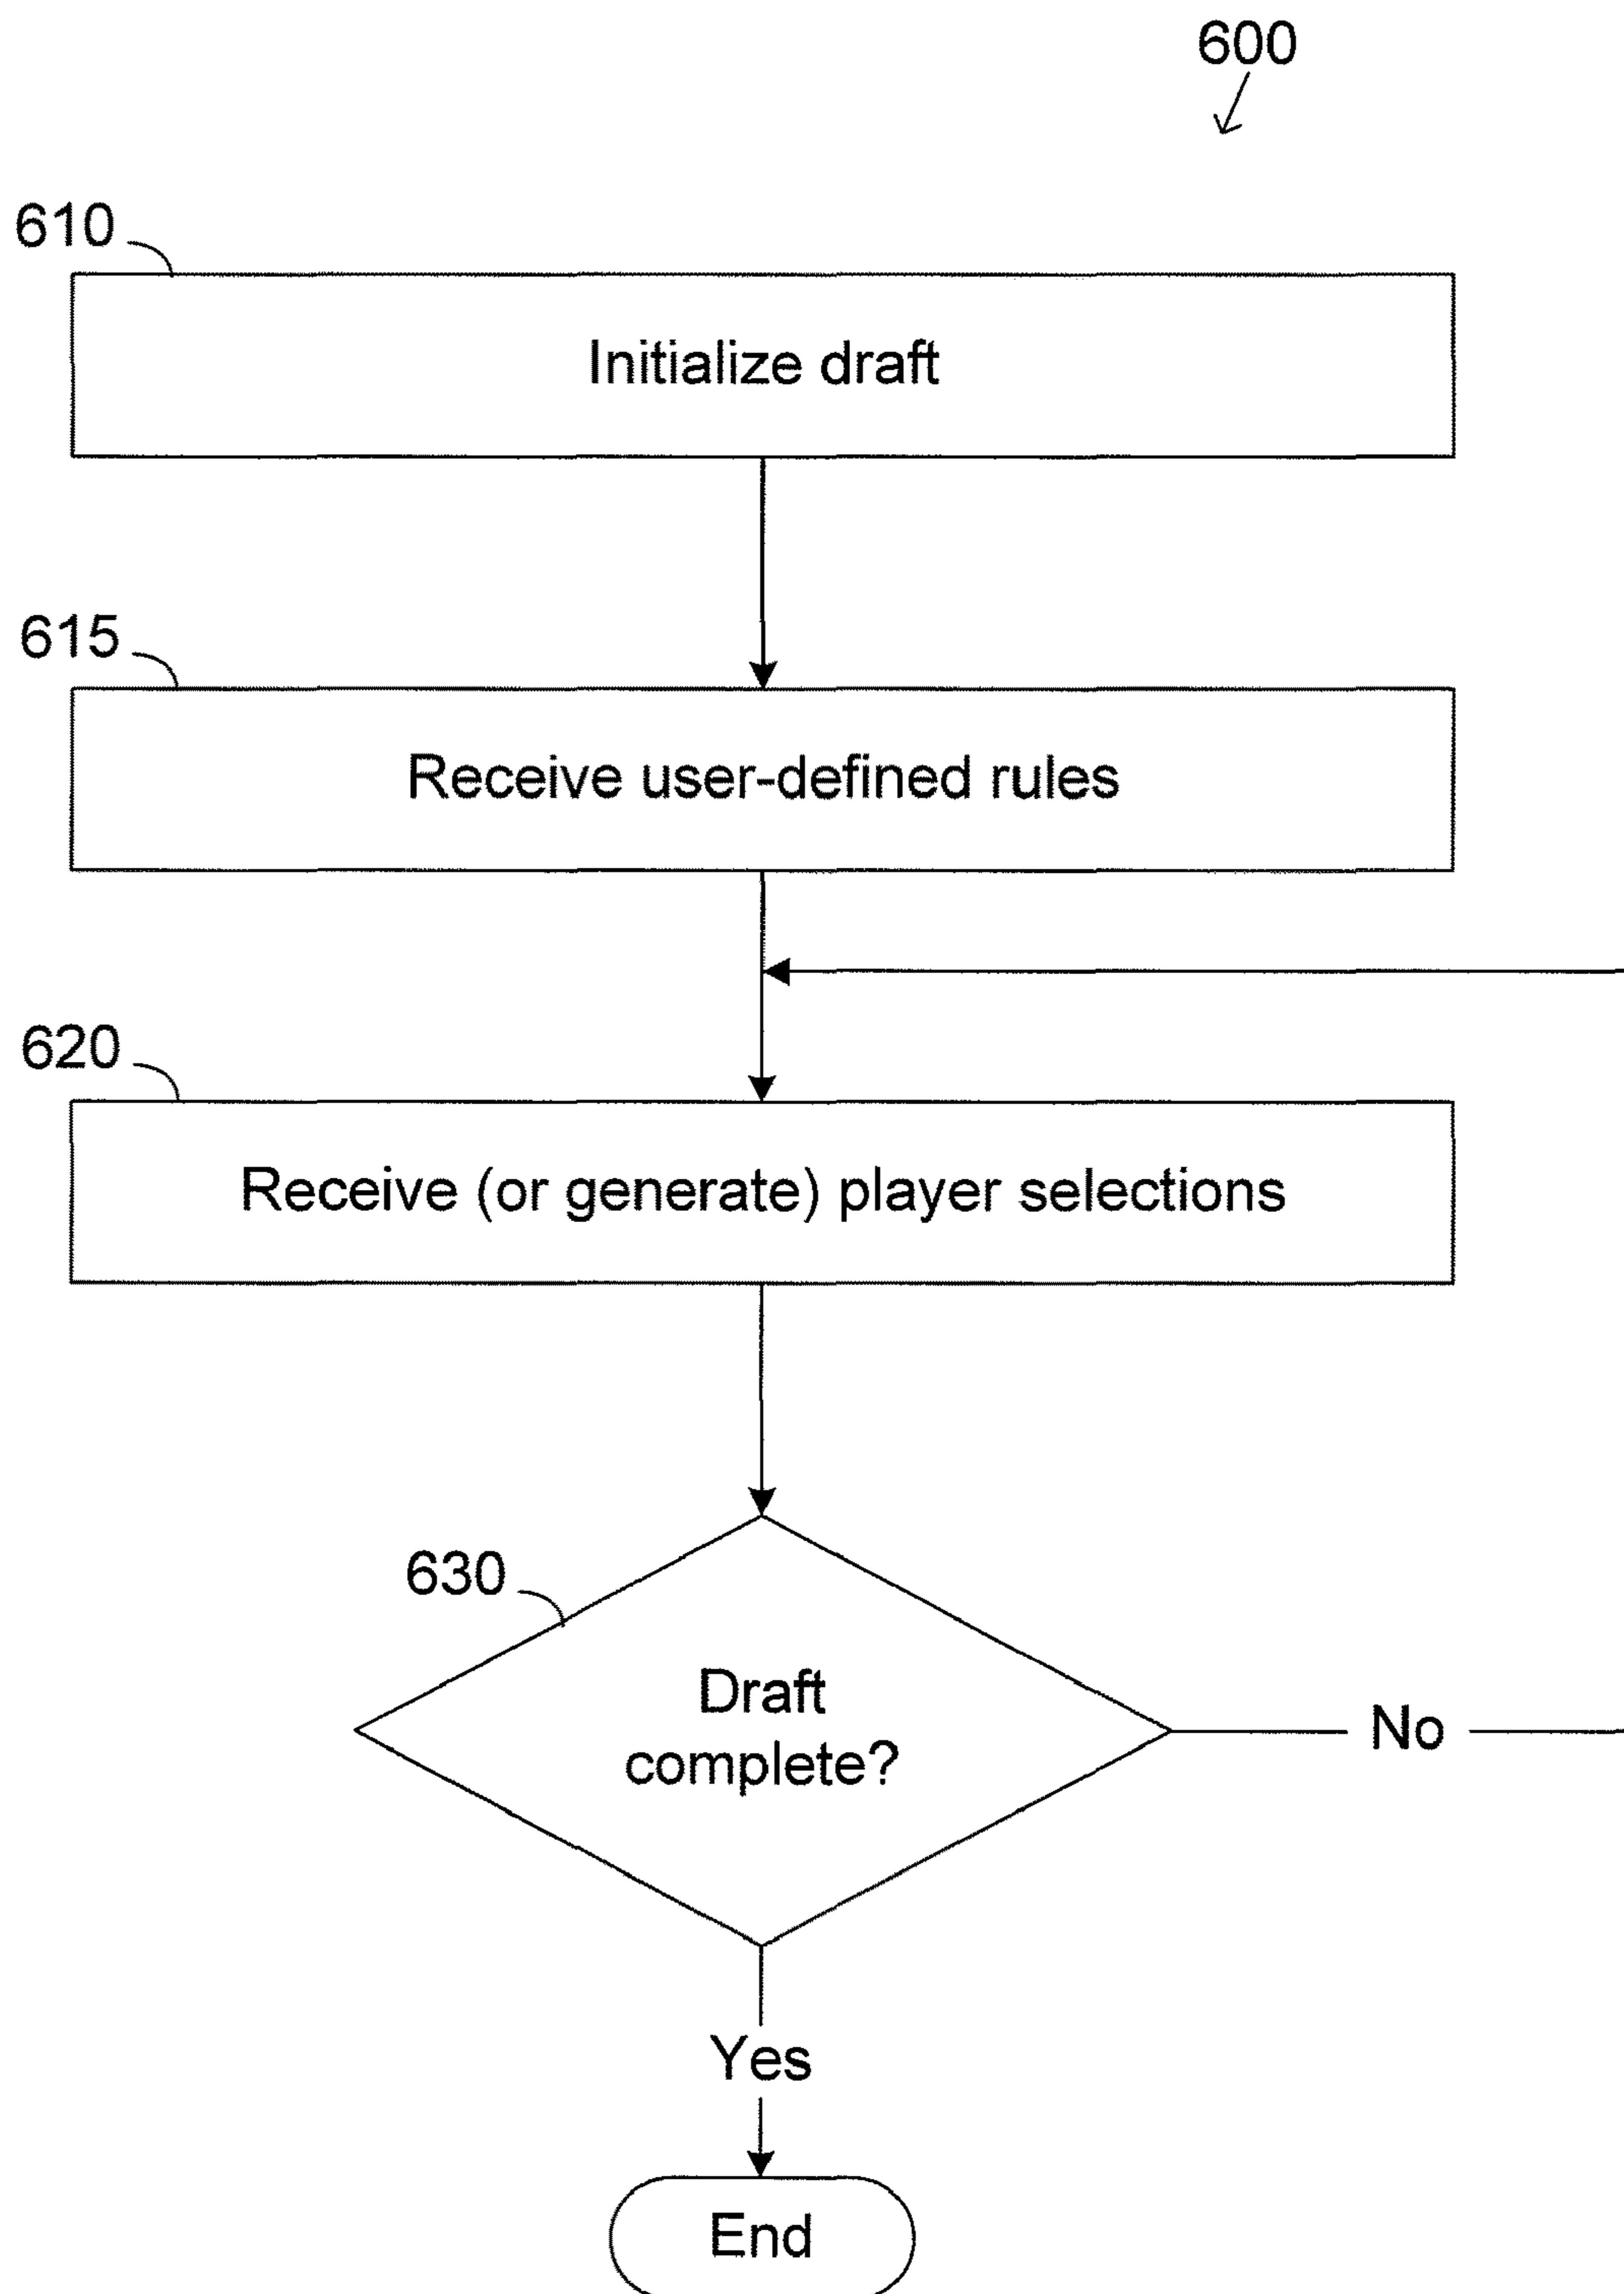 600
610
Initialize draft
615
Receive user-defined rules
620
Receive (or generate) player selections
630
Draft
complete?
No
Yes
End